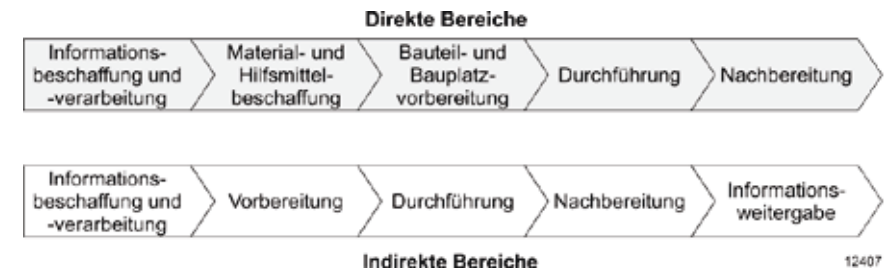 Direkte Bereiche
Informations-
beschaffung und
-verarbeitung
Material- und
Hilfsmittel-
beschaffung
Bauteil- und
Bauplatz-
vorbereitung
Durchführung
Nachbereitung
Informations-
beschaffung und
-verarbeitung
Vorbereitung
Durchführung
Nachbereitung
Informations-
weitergabe
Indirekte Bereiche
12407